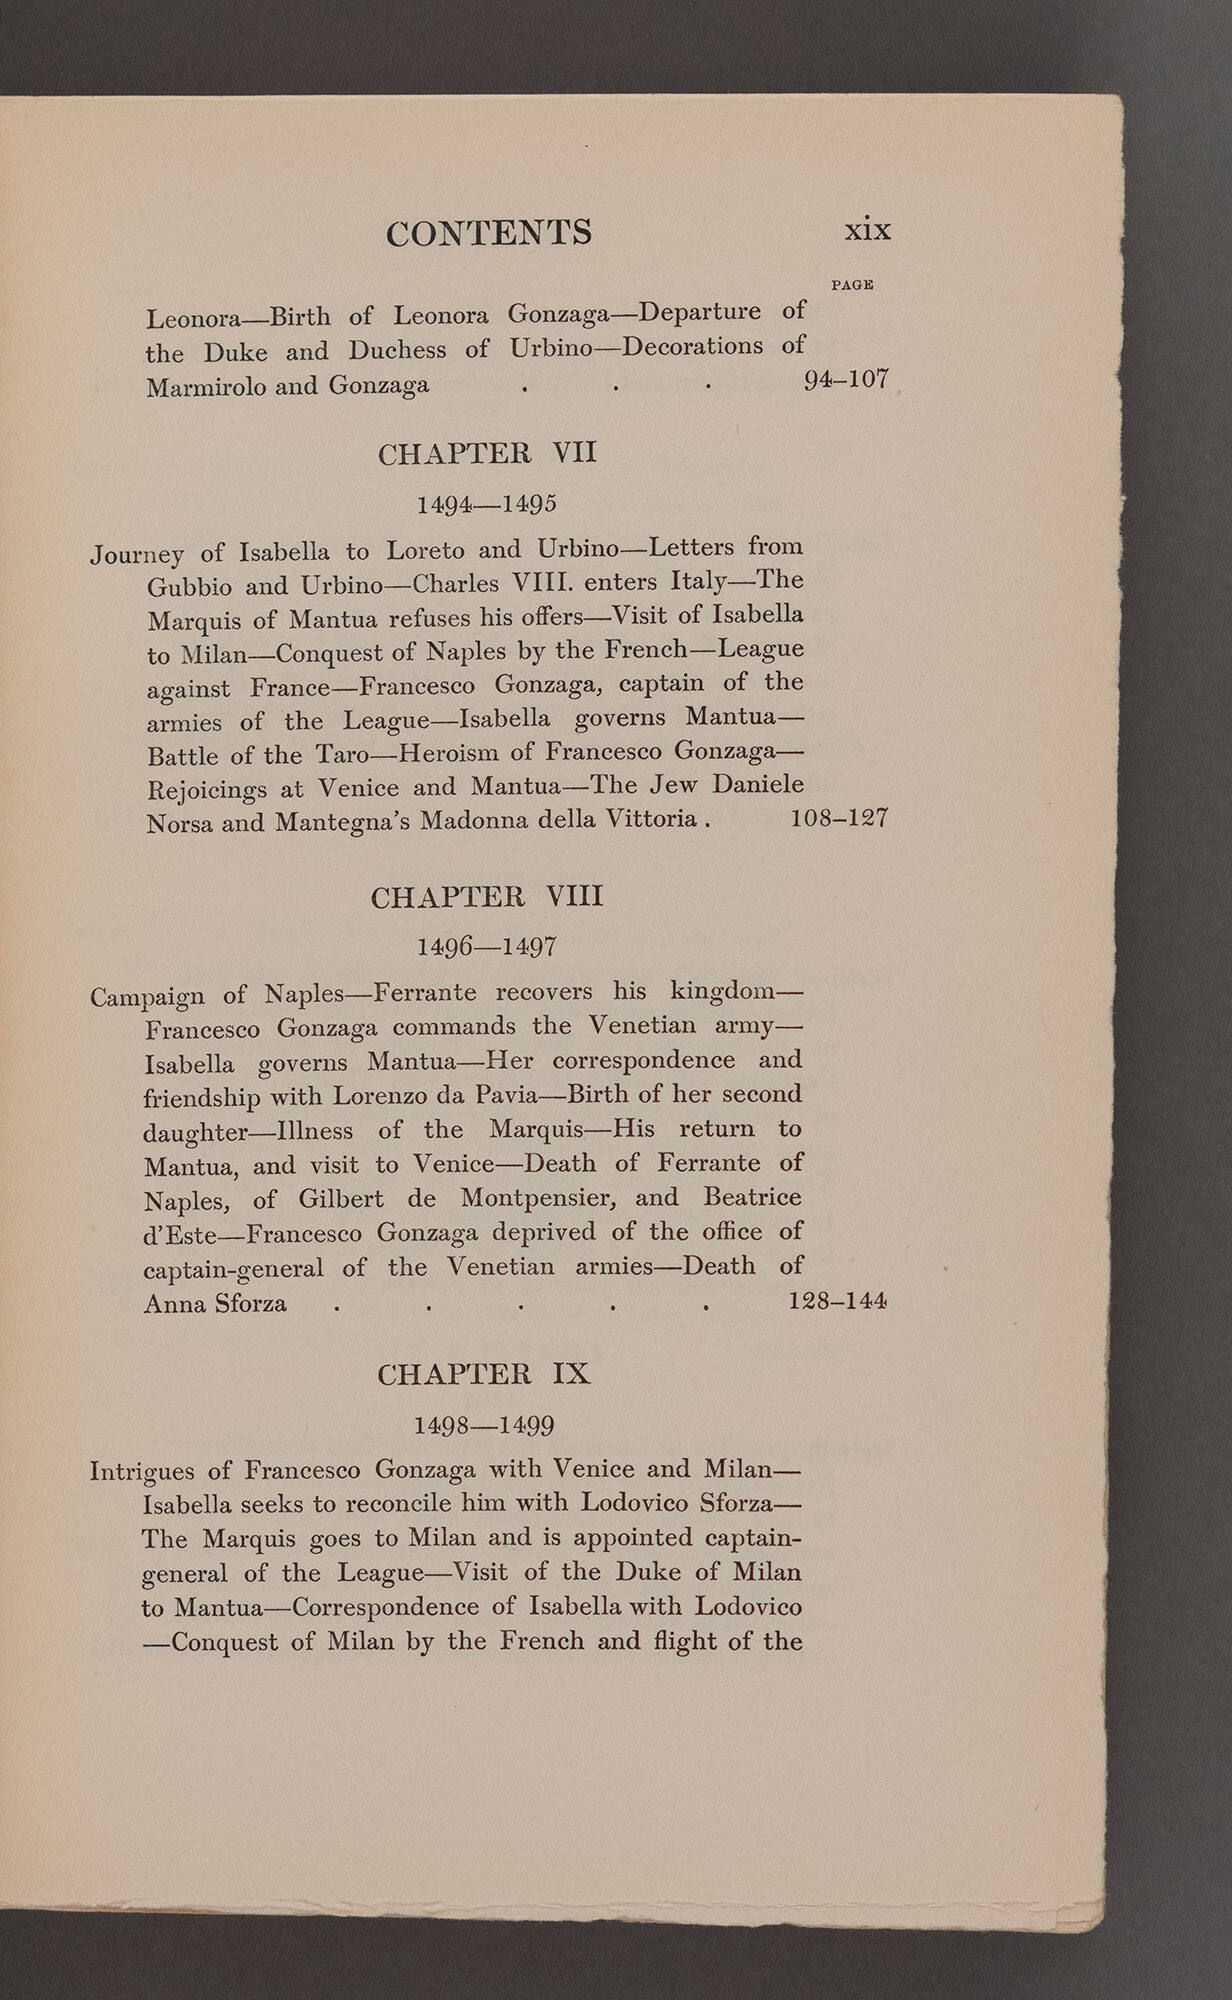 CONTENTS xix
PAGE
Leonora—Birth of Leonora Gonzaga—Departure of
the Duke and Duchess of Urbino—Decorations of
Marmirolo and Gonzaga . . . 94–107
CHAPTER VII
1494—1495
Journey of Isabella to Loreto and Urbino—Letters from
Gubbio and Urbino—Charles VIII. enters Italy—The
Marquis of Mantua refuses his offers—Visit of Isabella
to Milan—Conquest of Naples by the French—League
against France—Francesco Gonzaga, captain of the
armies of the League—Isabella governs Mantua—
Battle of the Taro—Heroism of Francesco Gonzaga—
Rejoicings at Venice and Mantua—The Jew Daniele
Norsa and Mantegna's Madonna della Vittoria . 108–127
CHAPTER VIII
1496—1497
Campaign of Naples—Ferrante recovers his kingdom—
Francesco Gonzaga commands the Venetian army—
Isabella governs Mantua—Her correspondence and
friendship with Lorenzo da Pavia—Birth of her second
daughter—Illness of the Marquis—His return to
Mantua, and visit to Venice—Death of Ferrante of
Naples, of Gilbert de Montpensier, and Beatrice
d'Este—Francesco Gonzaga deprived of the office of
captain-general of the Venetian armies—Death of
Anna Sforza . . . . . 128–144
CHAPTER IX
1498—1499
Intrigues of Francesco Gonzaga with Venice and Milan—
Isabella seeks to reconcile him with Lodovico Sforza—
The Marquis goes to Milan and is appointed captain-
general of the League—Visit of the Duke of Milan
to Mantua—Correspondence of Isabella with Lodovico
—Conquest of Milan by the French and flight of the